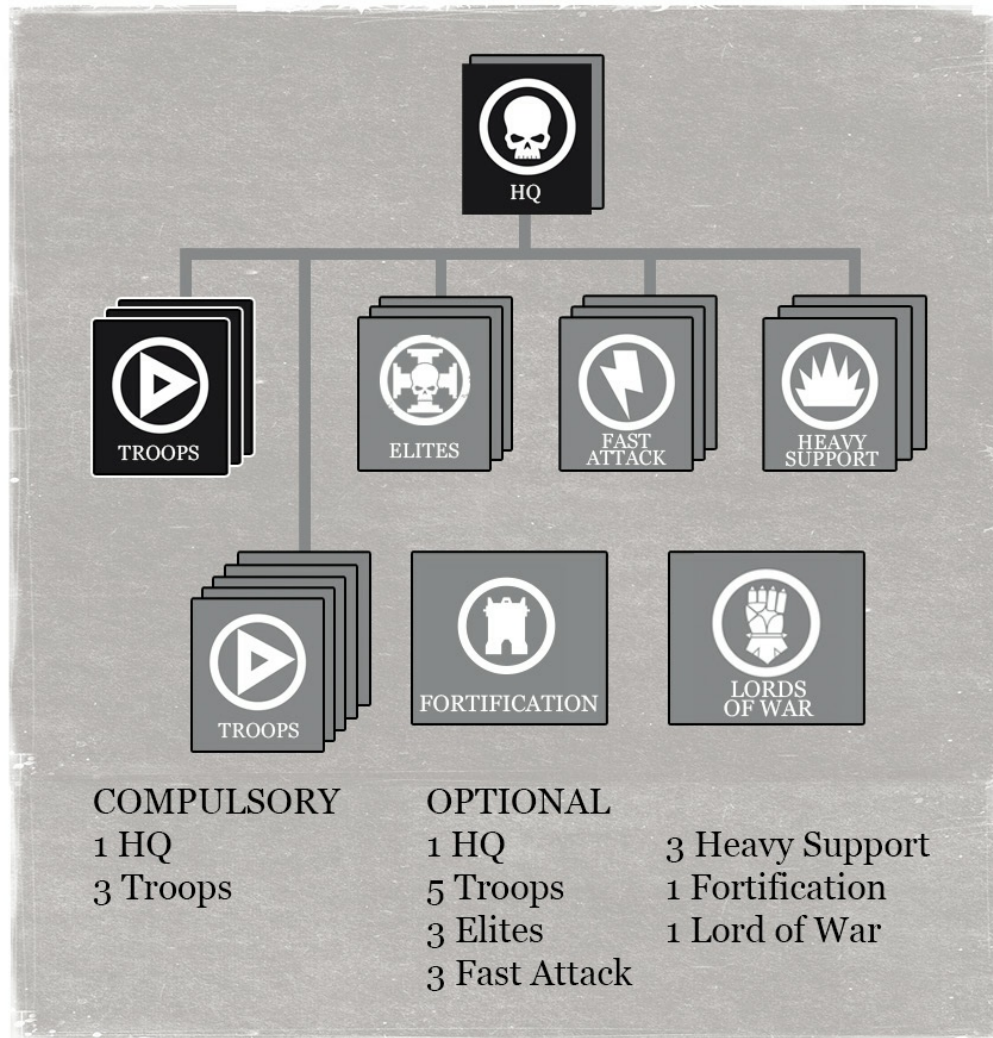 HQ
TROOPS
ELITES
FAST
ATTACK
HEAVY
SUPPORT
TROOPS
FORTIFICATION
LORDS
OF WAR
COMPULSORY
1 HQ
3 Troops
OPTIONAL
1 HQ
5 Troops
3 Elites
3 Fast Attack
3 Heavy Support
1 Fortification
1 Lord of War